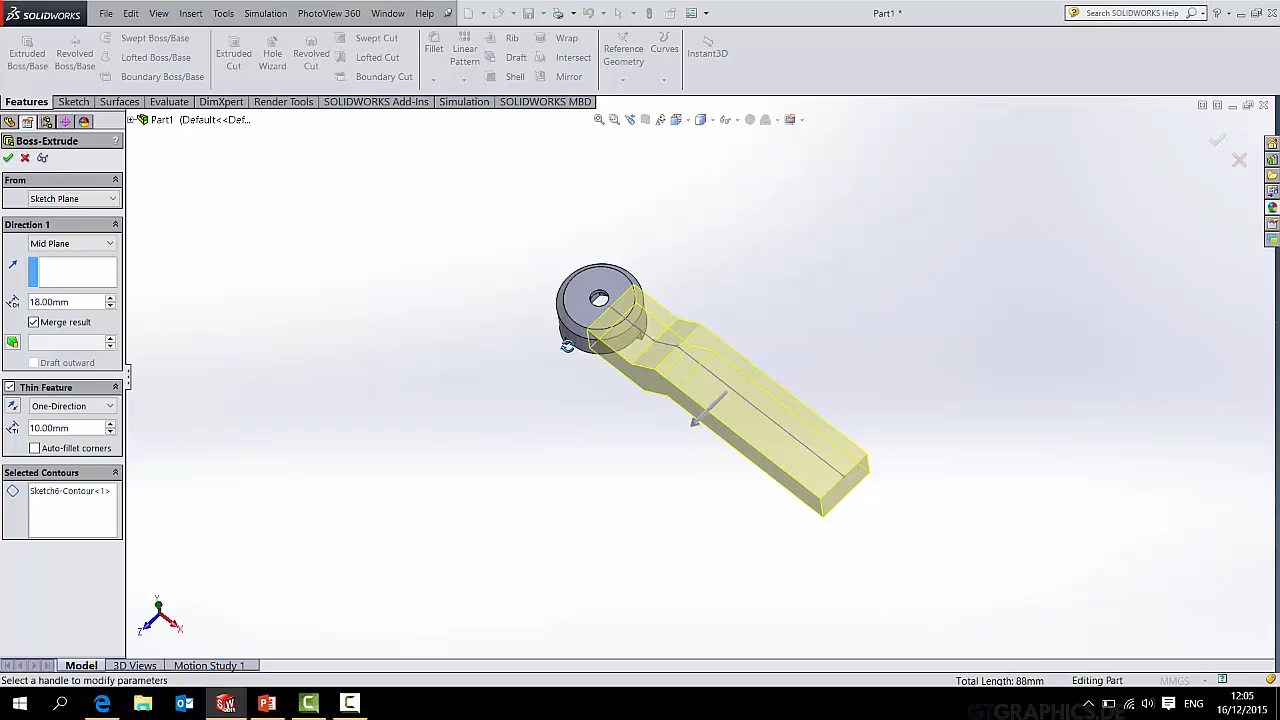 SOLIDWORKS File Edit View Insert Tools Simulation PhotoView 360 Window Help Part1 * Search SOLIDWORKS Help
Extruded Boss/Base Revolved Boss/Base Swept Boss/Base Lofted Boss/Base Boundary Boss/Base Extruded Cut Hole Wizard Revolved Cut Swept Cut Lofted Cut Boundary Cut Fillet Linear Pattern Rib Draft Shell Wrap Intersect Mirror Reference Geometry Curves Instant3D
Features Sketch Surfaces Evaluate DimXpert Render Tools SOLIDWORKS Add-Ins Simulation SOLIDWORKS MBD
Part1 (Default<<Def...
Boss-Extrude ?
From
Sketch Plane
Direction 1
Mid Plane
18.00mm
Merge result
Draft outward
Thin Feature
One-Direction
10.00mm
Auto-fillet corners
Selected Contours
Sketch6-Contour<1>
Y
Z X
Model 3D Views Motion Study 1
Select a handle to modify parameters Total Length: 88mm Editing Part MMGS
ENG 12:05
16/12/2015
GTGRAPHICS.DE